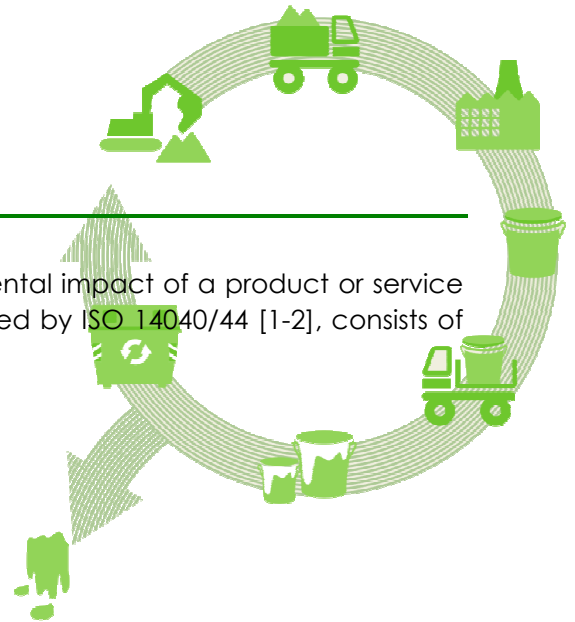 ental impact of a product or service
ed by ISO 14040/44 [1-2], consists of